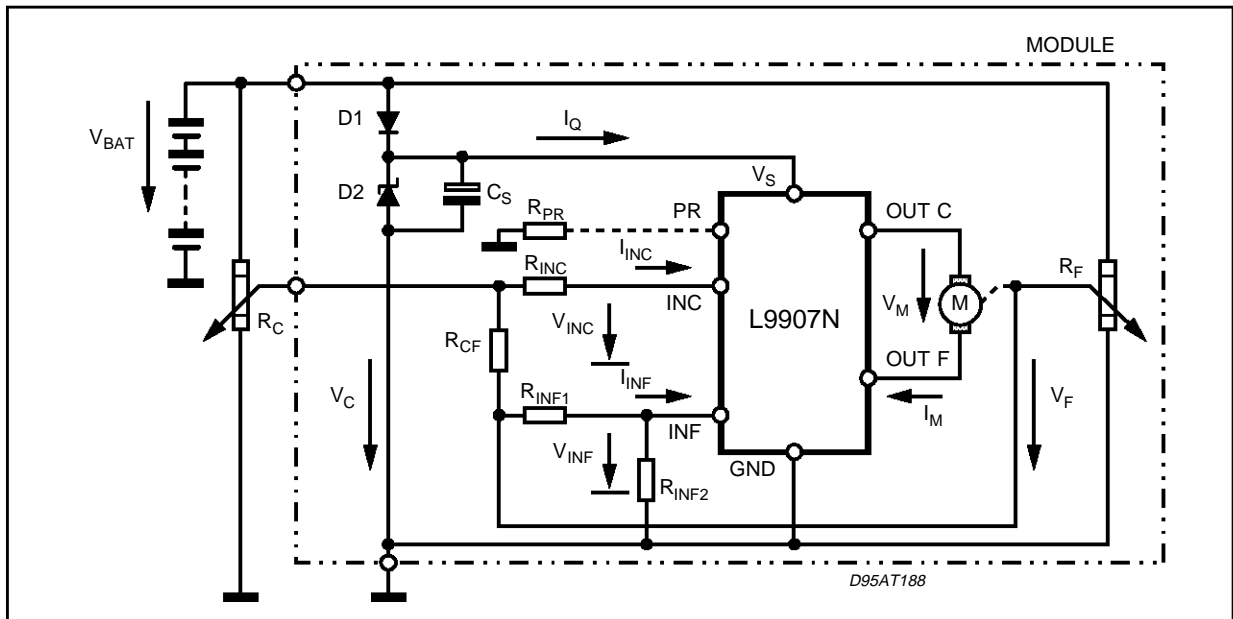 MODULE
D1
I_Q
V_BAT
V_S
D2
C_S
R_PR
PR
OUT C
I_INC
R_INC
R_F
INC
V_M
M
L9907N
R_C
V_INC
R_CF
OUT F
I_INF
V_C
R_INF1
V_F
I_M
INF
V_INF
GND
R_INF2
D95AT188